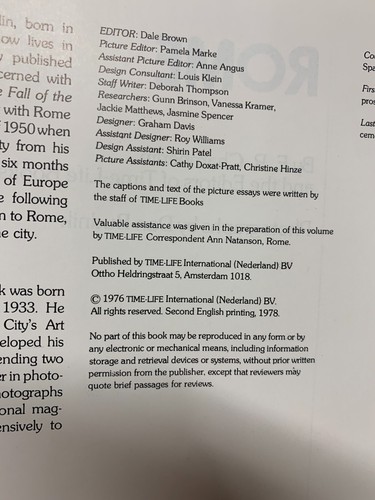 lin, born in
ow lives in
published
cerned with
e Fall of the
with Rome
1950 when
ty from his
six months
of Europe
e following
n to Rome,
e city.
k was born
1933. He
City's Art
eloped his
ending two
r in photo-
otographs
onal mag-
ensively to
EDITOR: Dale Brown
Picture Editor: Pamela Marke
Assistant Picture Editor: Anne Angus
Design Consultant: Louis Klein
Staff Writer: Deborah Thompson
Researchers: Gunn Brinson, Vanessa Kramer,
Jackie Matthews, Jasmine Spencer
Designer: Graham Davis
Assistant Designer: Roy Williams
Design Assistant: Shirin Patel
Picture Assistants: Cathy Doxat-Pratt, Christine Hinze
The captions and text of the picture essays were written by
the staff of TIME-LIFE Books
Valuable assistance was given in the preparation of this volume
by TIME-LIFE Correspondent Ann Natanson, Rome.
Published by TIME-LIFE International (Nederland) BV
Ottho Heldringstraat 5, Amsterdam 1018.
© 1976 TIME-LIFE International (Nederland) BV.
All rights reserved. Second English printing, 1978.
No part of this book may be reproduced in any form or by
any electronic or mechanical means, including information
storage and retrieval devices or systems, without prior written
permission from the publisher, except that reviewers may
quote brief passages for reviews.
Co
Spa
Firs
pro
Last
cem